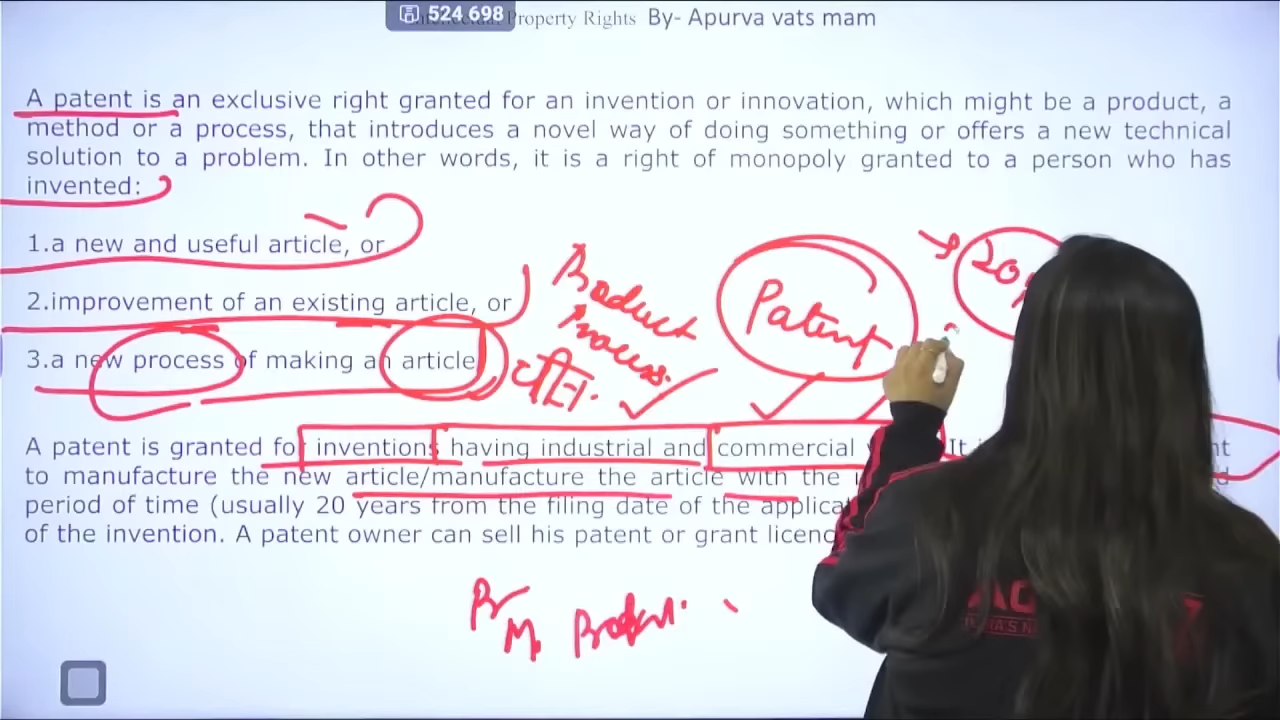 524 698
Property Rights By- Apurva vats mam
A patent is an exclusive right granted for an invention or innovation, which might be a product, a
method or a process, that introduces a novel way of doing something or offers a new technical
solution to a problem. In other words, it is a right of monopoly granted to a person who has
invented:
1.a new and useful article, or
2.improvement of an existing article, or
3.a new process of making an article
Product
Process.
Patent
20
A patent is granted for inventions having industrial and commercial It
to manufacture the new article/manufacture the article with the
period of time (usually 20 years from the filing date of the
of the invention. A patent owner can sell his patent or grant